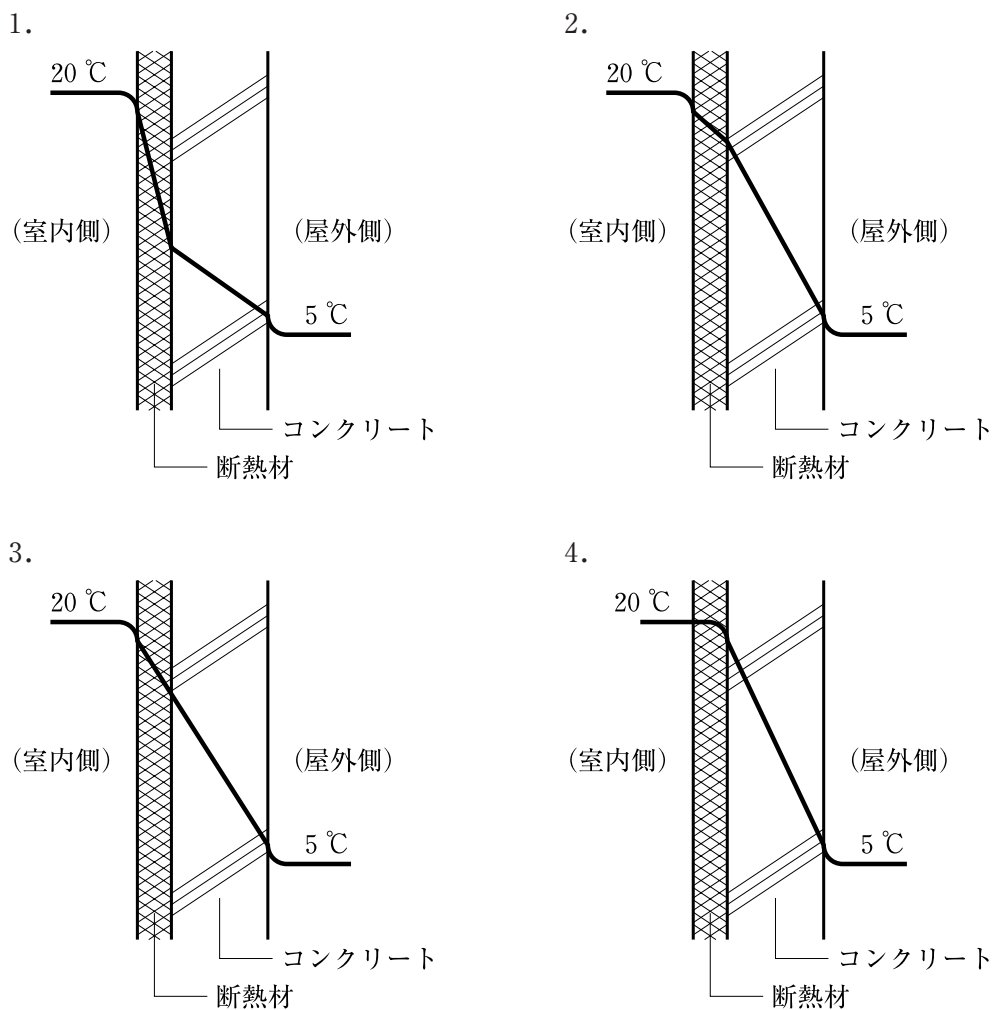 1.
20 ℃
(室内側)
(屋外側)
5 ℃
コンクリート
断熱材
2.
20 ℃
(室内側)
(屋外側)
5 ℃
コンクリート
断熱材
3.
20 ℃
(室内側)
(屋外側)
5 ℃
コンクリート
断熱材
4.
20 ℃
(室内側)
(屋外側)
5 ℃
コンクリート
断熱材